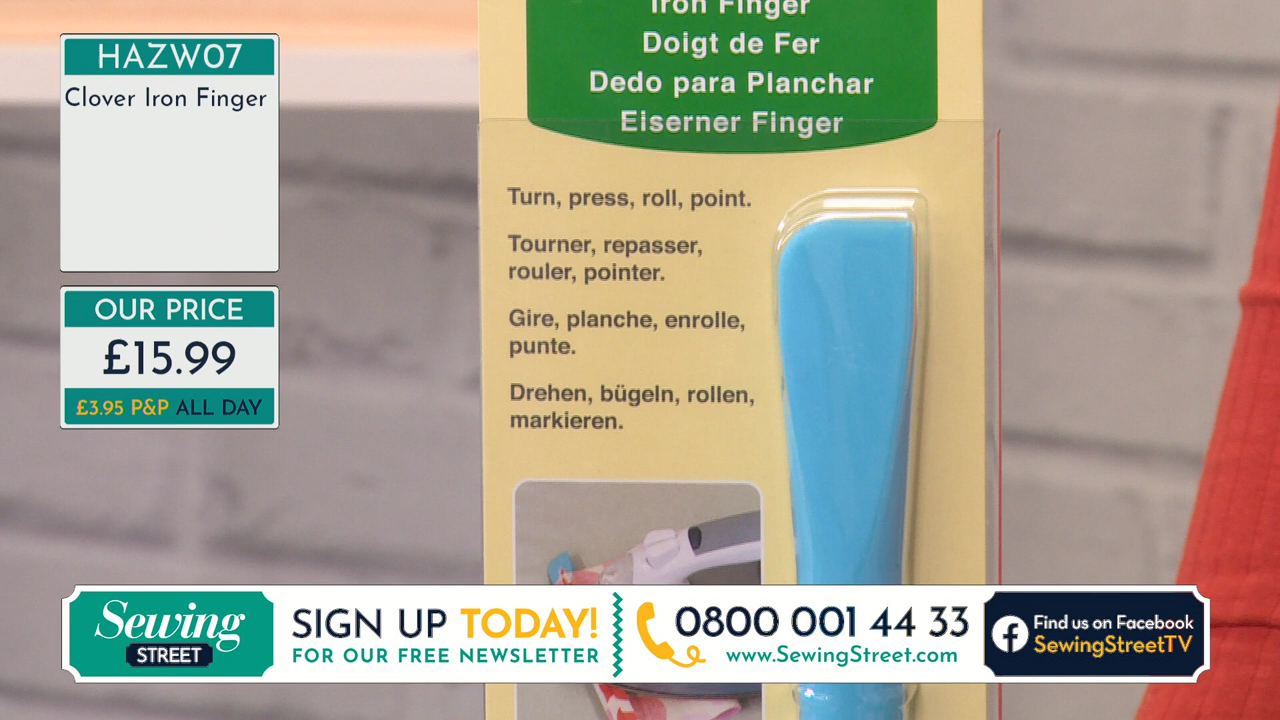 HAZW07
Clover Iron Finger
OUR PRICE
£15.99
£3.95 P&P ALL DAY
Iron Finger
Doigt de Fer
Dedo para Planchar
Eiserner Finger
Turn, press, roll, point.
Tourner, repasser,
rouler, pointer.
Gire, planche, enrolle,
punte.
Drehen, bügeln, rollen,
markieren.
Sewing
STREET
SIGN UP TODAY!
FOR OUR FREE NEWSLETTER
0800 001 44 33
www.SewingStreet.com
Find us on Facebook
SewingStreetTV